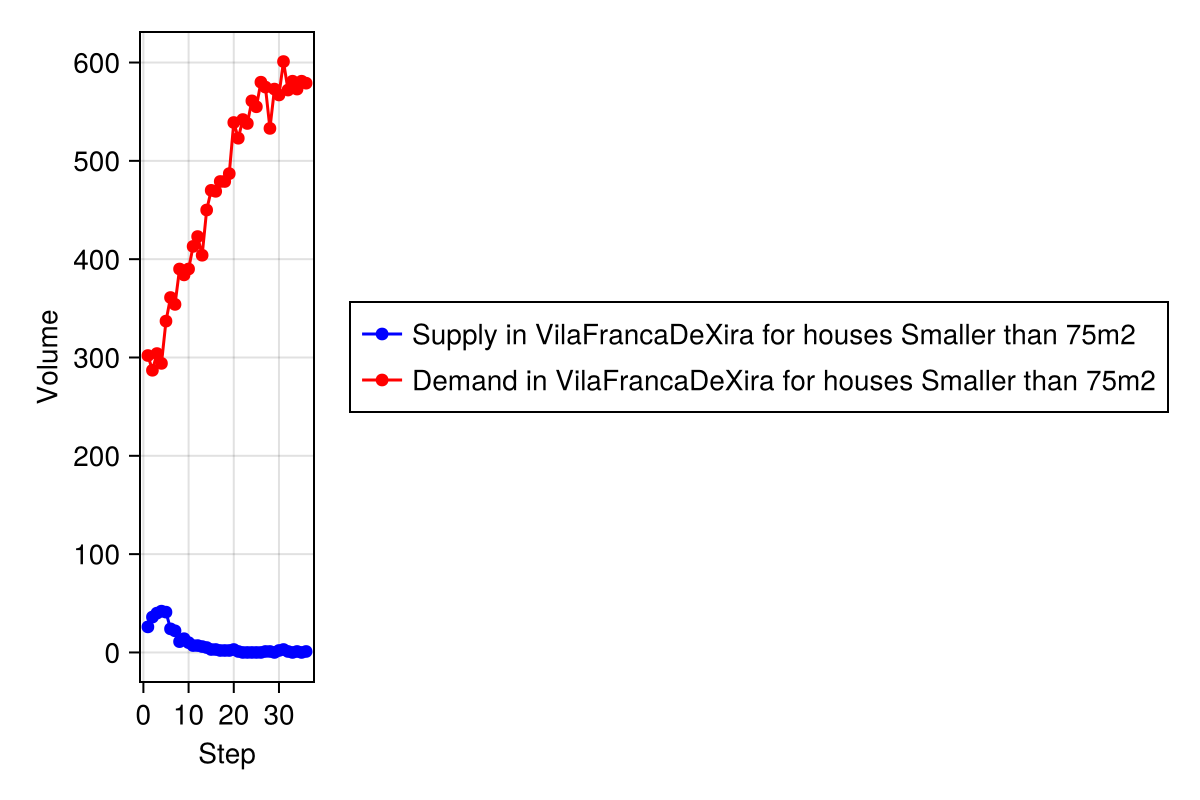 600
500
400
300
200
100
0
Volume
0 10 20 30
Step
Supply in VilaFrancaDeXira for houses Smaller than 75m2
Demand in VilaFrancaDeXira for houses Smaller than 75m2